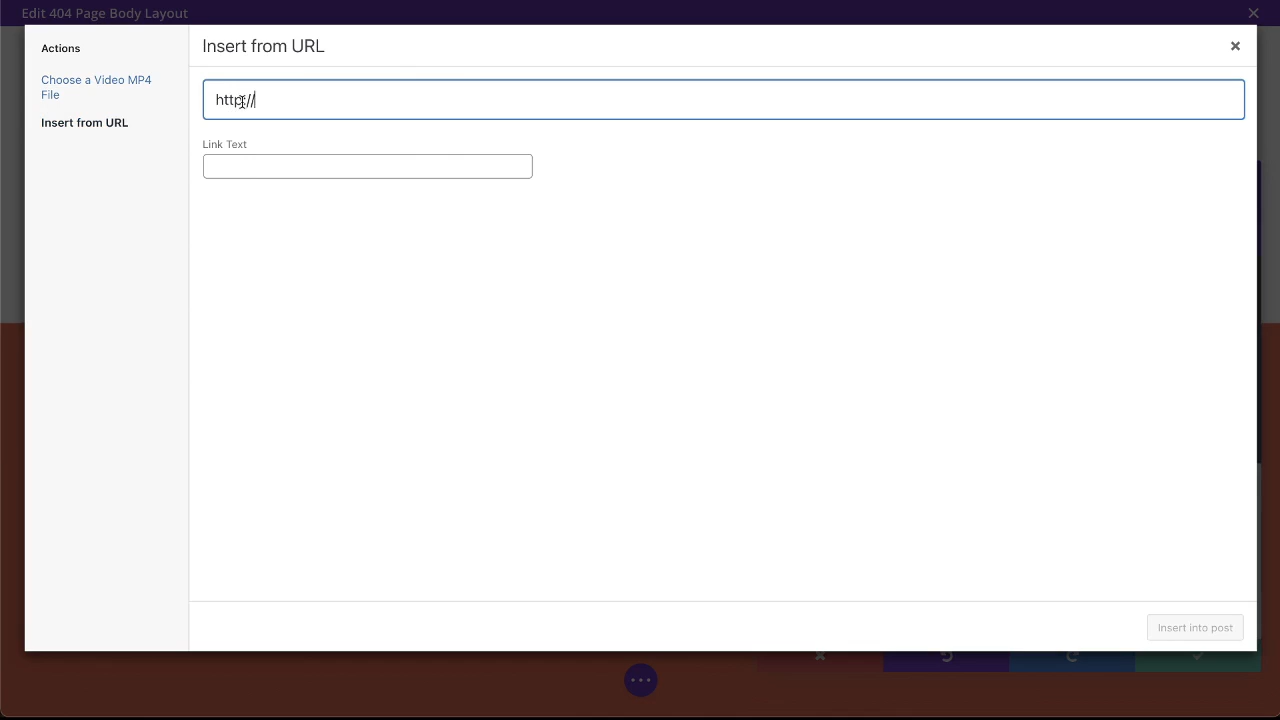 Edit 404 Page Body Layout
Actions
Choose a Video MP4
File
Insert from URL
Insert from URL
http://
Link Text
Insert into post